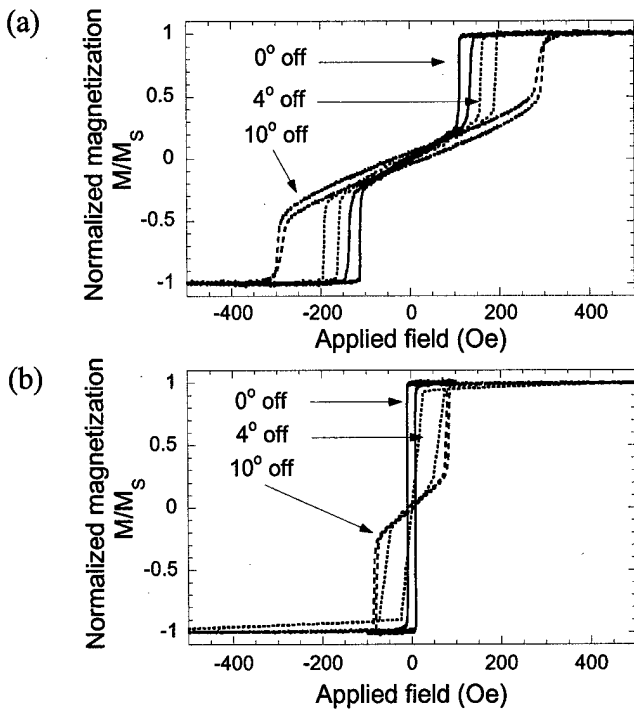 (a)
Normalized magnetization
M/M_S
1
0.5
0
-0.5
-1
0° off
4° off
10° off
-400 -200 0 200 400
Applied field (Oe)
(b)
Normalized magnetization
M/M_S
1
0.5
0
-0.5
-1
0° off
4° off
10° off
-400 -200 0 200 400
Applied field (Oe)